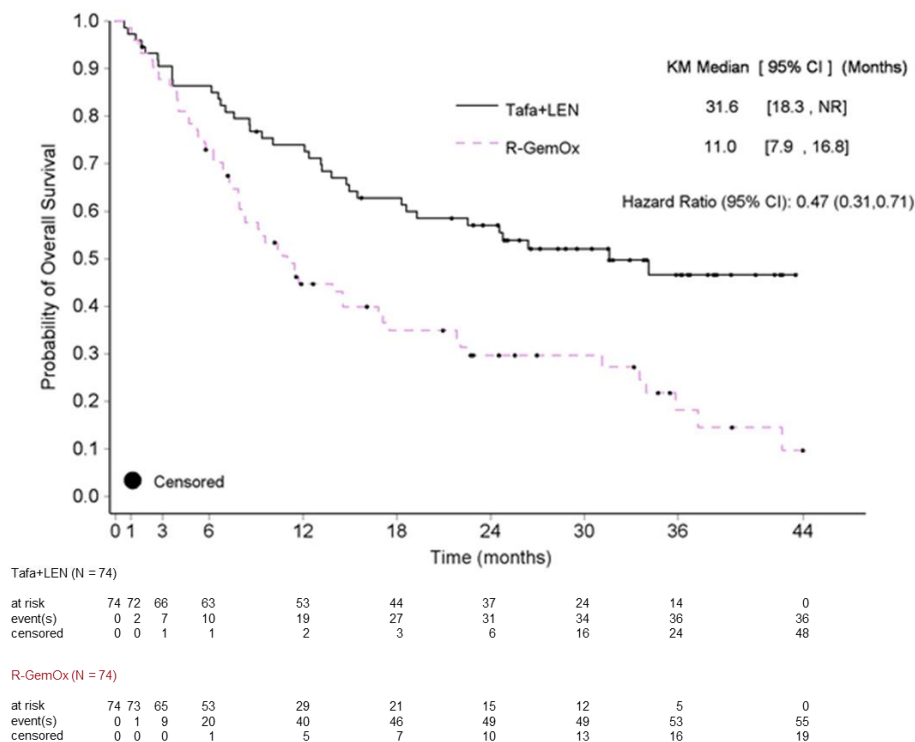 1.0
0.9
0.8
0.7
0.6
0.5
0.4
0.3
0.2
0.1
0.0
Probability of Overall Survival
KM Median [ 95% CI ] (Months)
Tafa+LEN 31.6 [18.3 , NR]
R-GemOx 11.0 [7.9 , 16.8]
Hazard Ratio (95% CI): 0.47 (0.31,0.71)
Censored
0 1 3 6 12 18 24 30 36 44
Time (months)
Tafa+LEN (N = 74)
at risk 74 72 66 63 53 44 37 24 14 0
event(s) 0 2 7 10 19 27 31 34 36 36
censored 0 0 1 1 2 3 6 16 24 48
R-GemOx (N = 74)
at risk 74 73 65 53 29 21 15 12 5 0
event(s) 0 1 9 20 40 46 49 49 53 55
censored 0 0 0 1 5 7 10 13 16 19